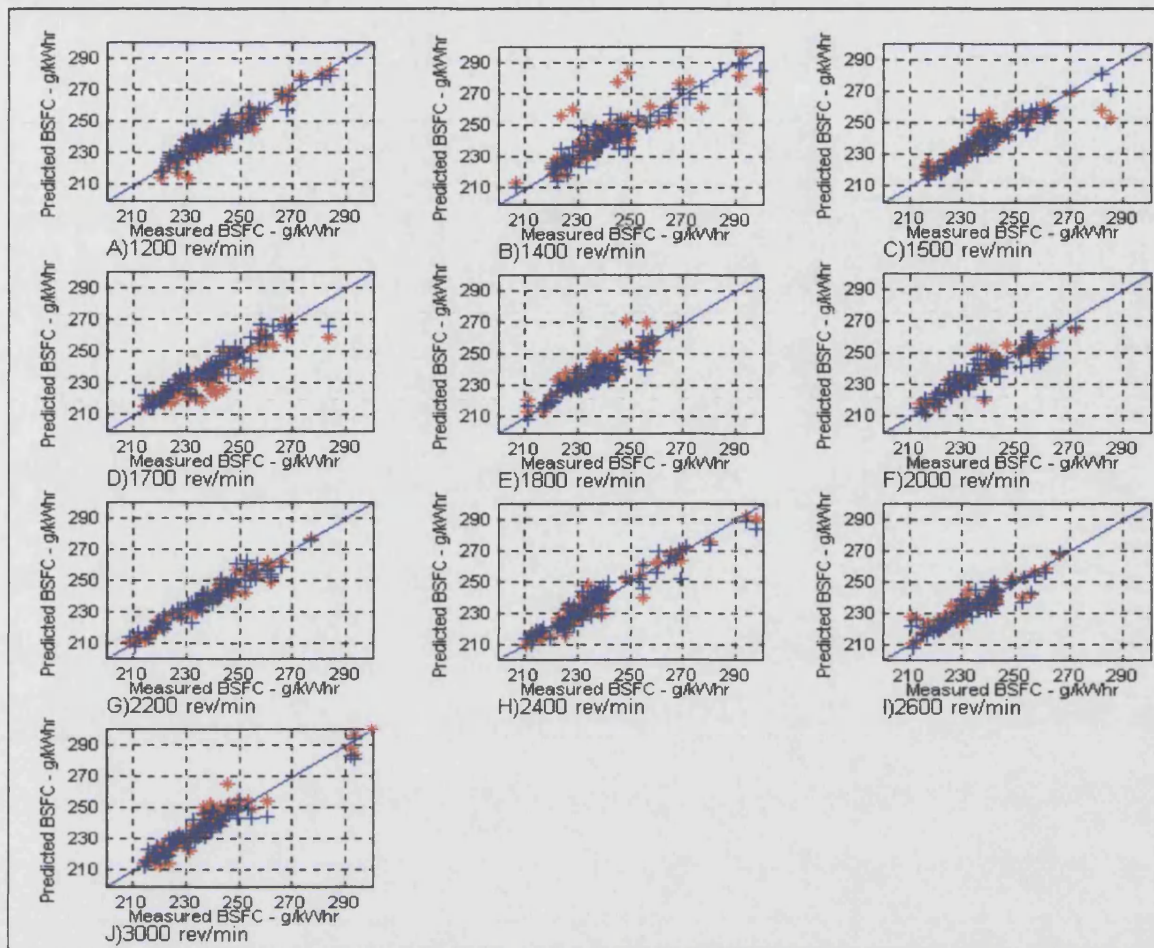 Predicted BSFC - g/kWhr
290
270
250
230
210
210 230 250 270 290
Measured BSFC - g/kWhr
A)1200 rev/min
Predicted BSFC - g/kWhr
290
270
250
230
210
210 230 250 270 290
Measured BSFC - g/kWhr
B)1400 rev/min
Predicted BSFC - g/kWhr
290
270
250
230
210
210 230 250 270 290
Measured BSFC - g/kWhr
C)1500 rev/min
Predicted BSFC - g/kWhr
290
270
250
230
210
210 230 250 270 290
Measured BSFC - g/kWhr
D)1700 rev/min
Predicted BSFC - g/kWhr
290
270
250
230
210
210 230 250 270 290
Measured BSFC - g/kWhr
E)1800 rev/min
Predicted BSFC - g/kWhr
290
270
250
230
210
210 230 250 270 290
Measured BSFC - g/kWhr
F)2000 rev/min
Predicted BSFC - g/kWhr
290
270
250
230
210
210 230 250 270 290
Measured BSFC - g/kWhr
G)2200 rev/min
Predicted BSFC - g/kWhr
290
270
250
230
210
210 230 250 270 290
Measured BSFC - g/kWhr
H)2400 rev/min
Predicted BSFC - g/kWhr
290
270
250
230
210
210 230 250 270 290
Measured BSFC - g/kWhr
I)2600 rev/min
Predicted BSFC - g/kWhr
290
270
250
230
210
210 230 250 270 290
Measured BSFC - g/kWhr
J)3000 rev/min